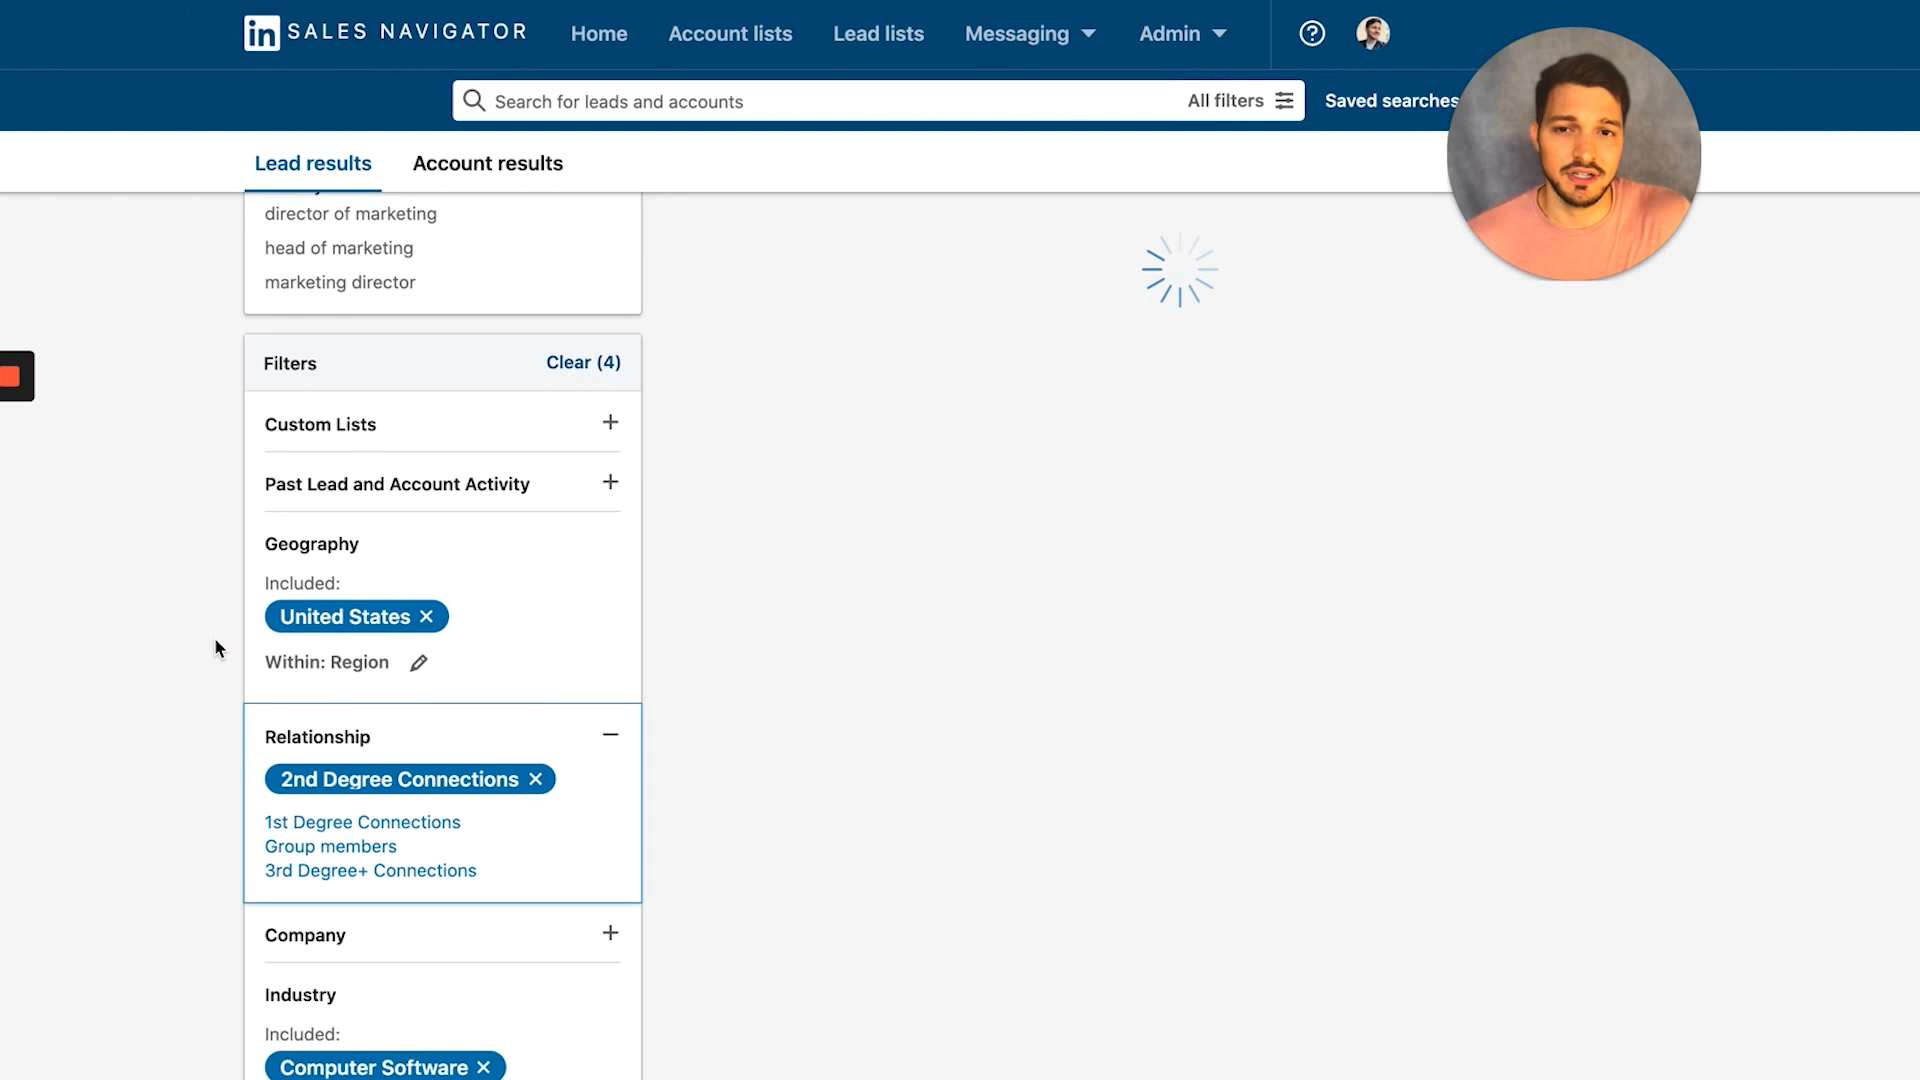 in SALES NAVIGATOR Home Account lists Lead lists Messaging Admin ?
Search for leads and accounts All filters Saved searches
Lead results Account results
director of marketing
head of marketing
marketing director
Filters Clear (4)
Custom Lists
Past Lead and Account Activity
Geography
Included:
United States
Within: Region
Relationship
2nd Degree Connections
1st Degree Connections
Group members
3rd Degree+ Connections
Company
Industry
Included:
Computer Software